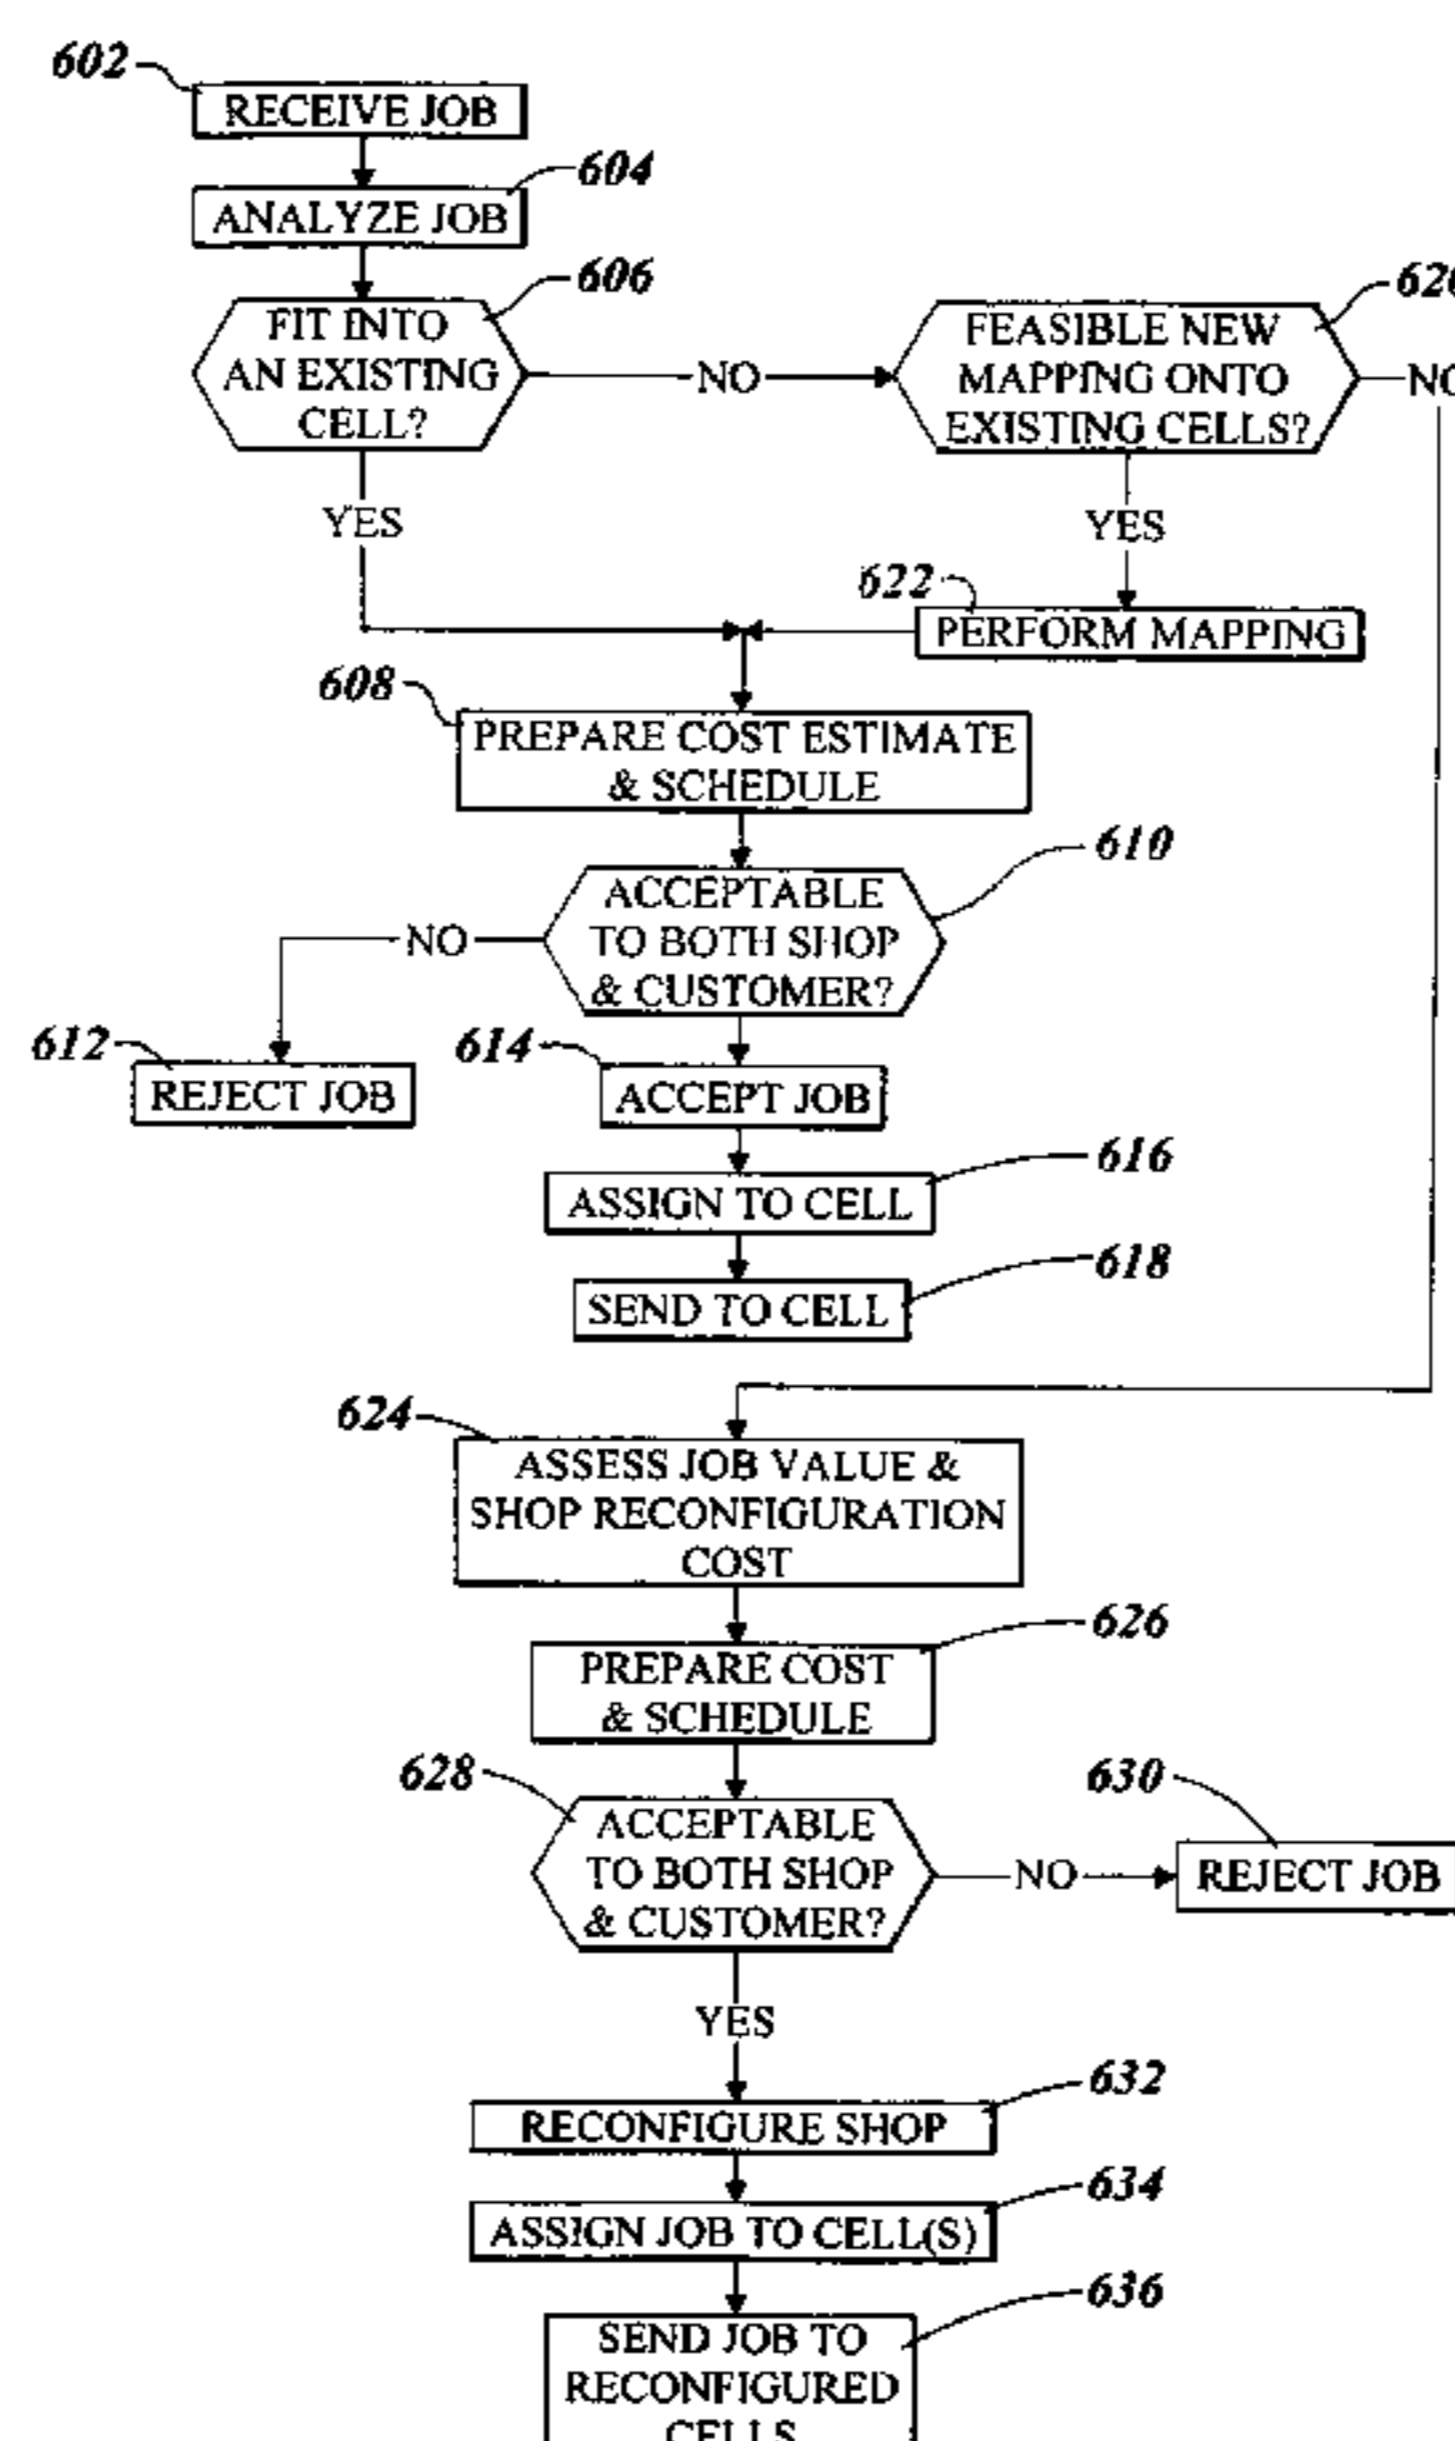 602
RECEIVE JOB
604
ANALYZE JOB
606
FIT INTO
AN EXISTING
CELL?
NO
FEASIBLE NEW
MAPPING ONTO
EXISTING CELLS?
YES
YES
622
PERFORM MAPPING
608
PREPARE COST ESTIMATE
& SCHEDULE
610
ACCEPTABLE
TO BOTH SHOP
& CUSTOMER?
NO
612
REJECT JOB
614
ACCEPT JOB
616
ASSIGN TO CELL
618
SEND TO CELL
624
ASSESS JOB VALUE &
SHOP RECONFIGURATION
COST
626
PREPARE COST
& SCHEDULE
628
ACCEPTABLE
TO BOTH SHOP
& CUSTOMER?
NO
630
REJECT JOB
YES
632
RECONFIGURE SHOP
634
ASSIGN JOB TO CELL(S)
636
SEND JOB TO
RECONFIGURED
CELLS